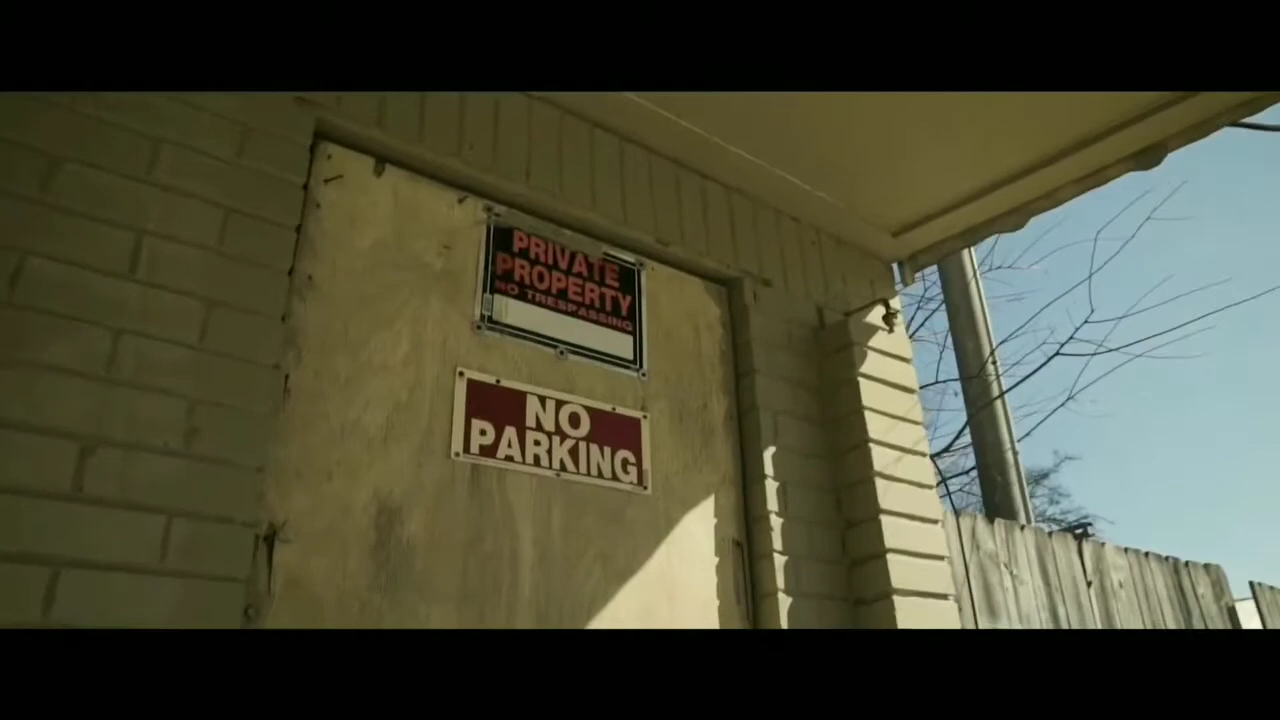 PRIVATE
PROPERTY
NO TRESPASSING
NO
PARKING